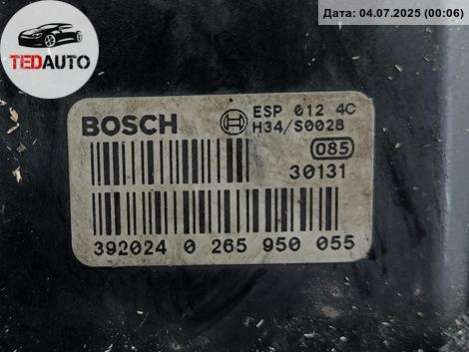 Дата: 04.07.2025 (00:06)
TEDAUTO
BOSCH
ESP 012 4C
H34/S002B
085
30131
392024 0 265 950 055